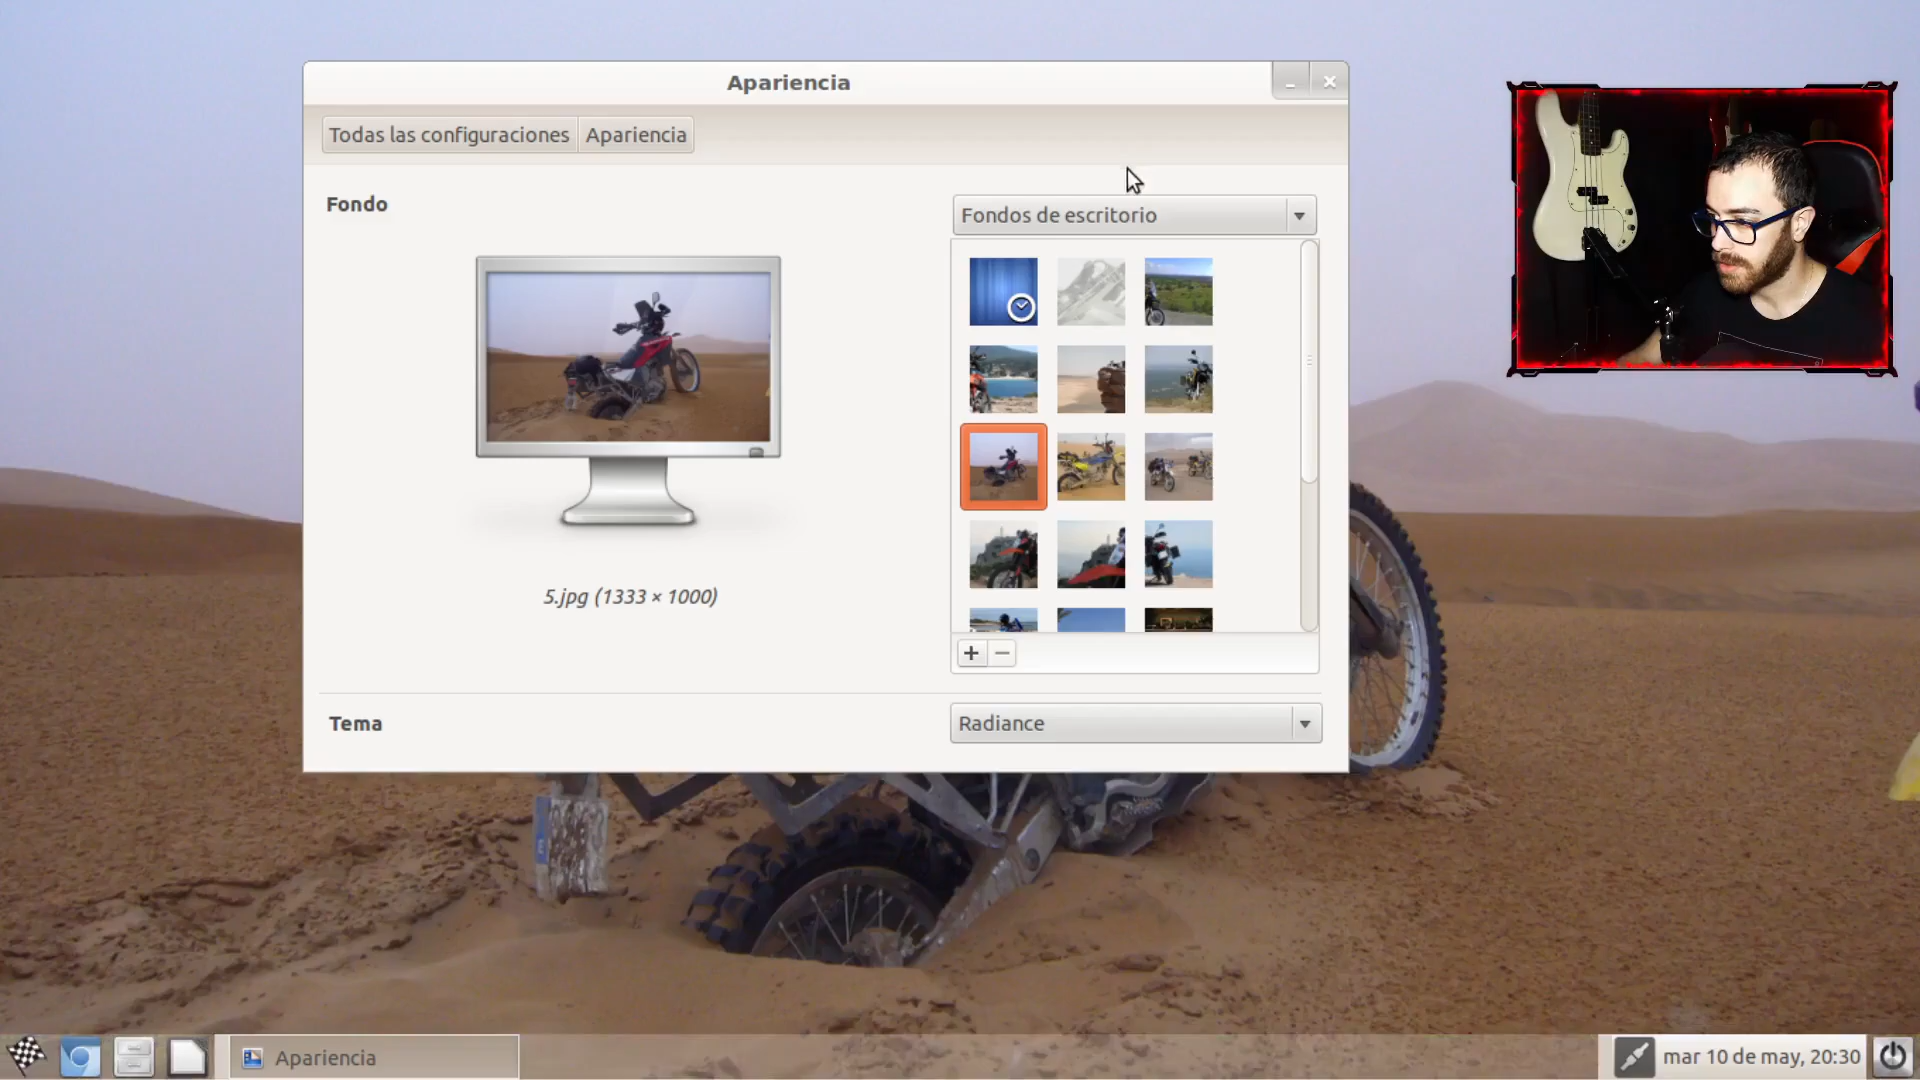 Apariencia
Todas las configuraciones
Apariencia
Fondo
Fondos de escritorio
5.jpg (1333 × 1000)
Tema
Radiance
Apariencia
mar 10 de may, 20:30